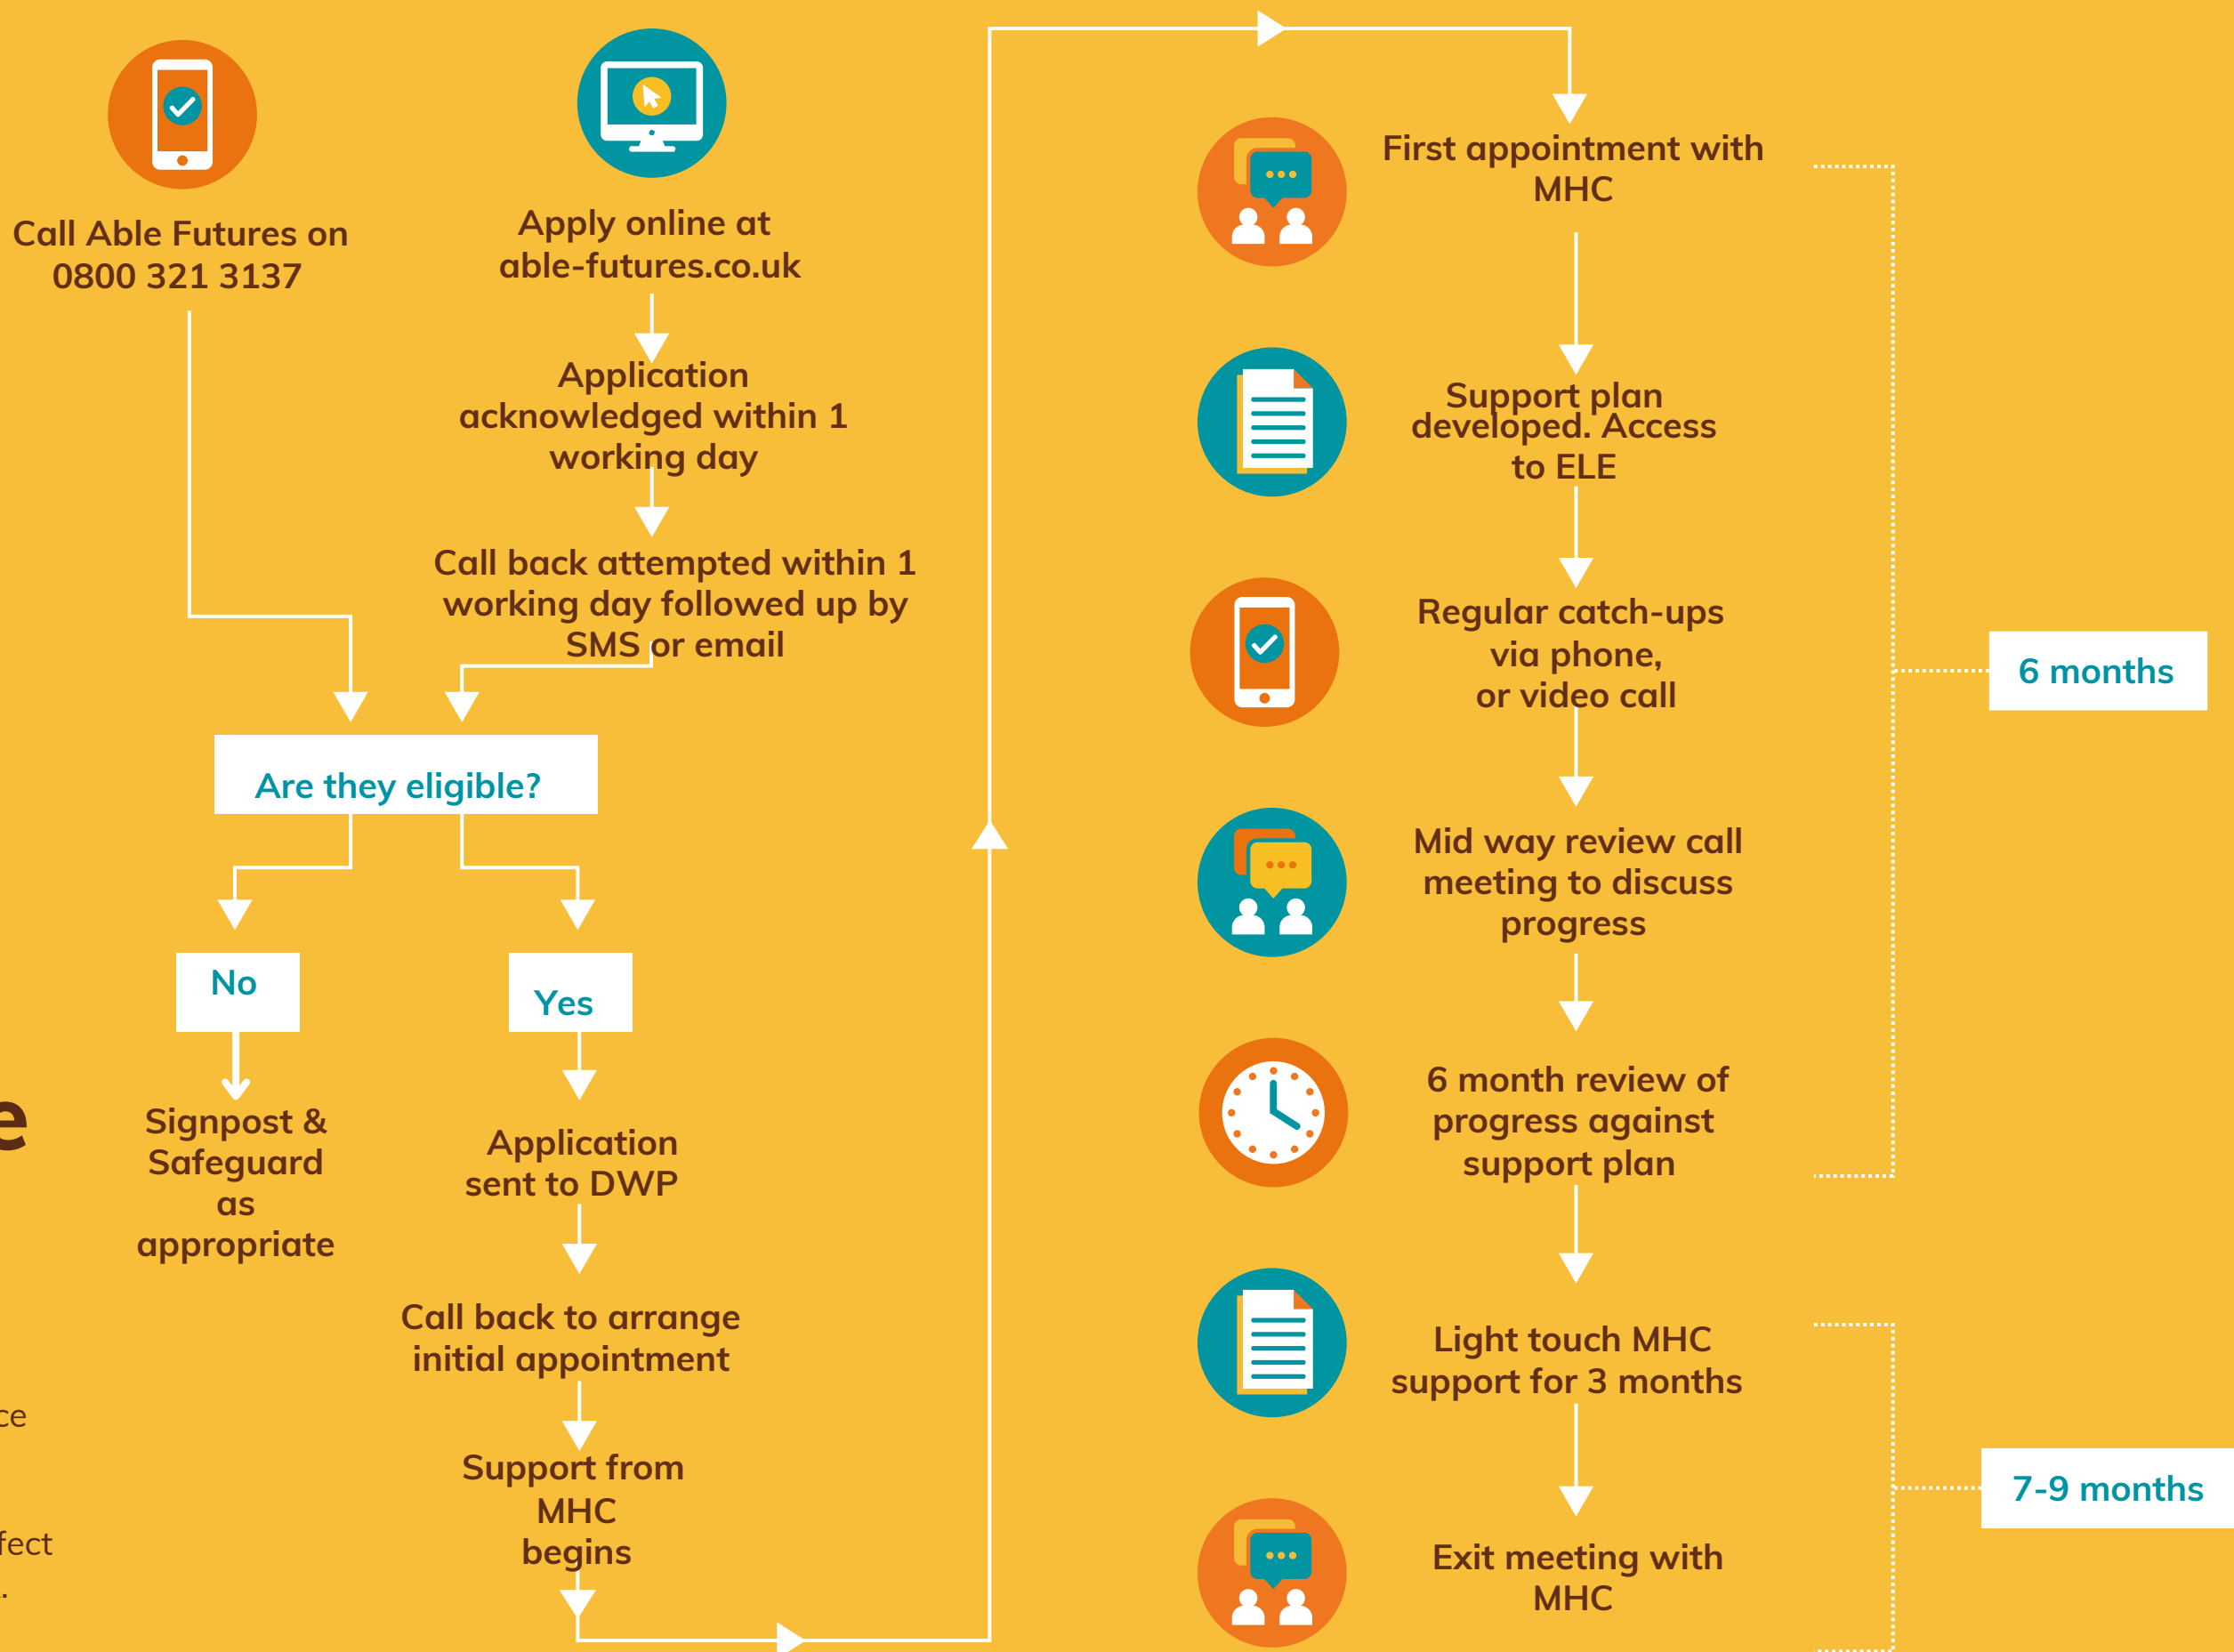 Call Able Futures on
0800 321 3137
Apply online at
able-futures.co.uk
Application
acknowledged within 1
working day
Call back attempted within 1
working day followed up by
SMS or email
Are they eligible?
No
Yes
Signpost &
Safeguard
as
appropriate
Application
sent to DWP
Call back to arrange
initial appointment
Support from
MHC
begins
First appointment with
MHC
Support plan
developed. Access
to ELE
Regular catch-ups
via phone,
or video call
Mid way review call
meeting to discuss
progress
6 month review of
progress against
support plan
6 months
Light touch MHC
support for 3 months
Exit meeting with
MHC
7-9 months